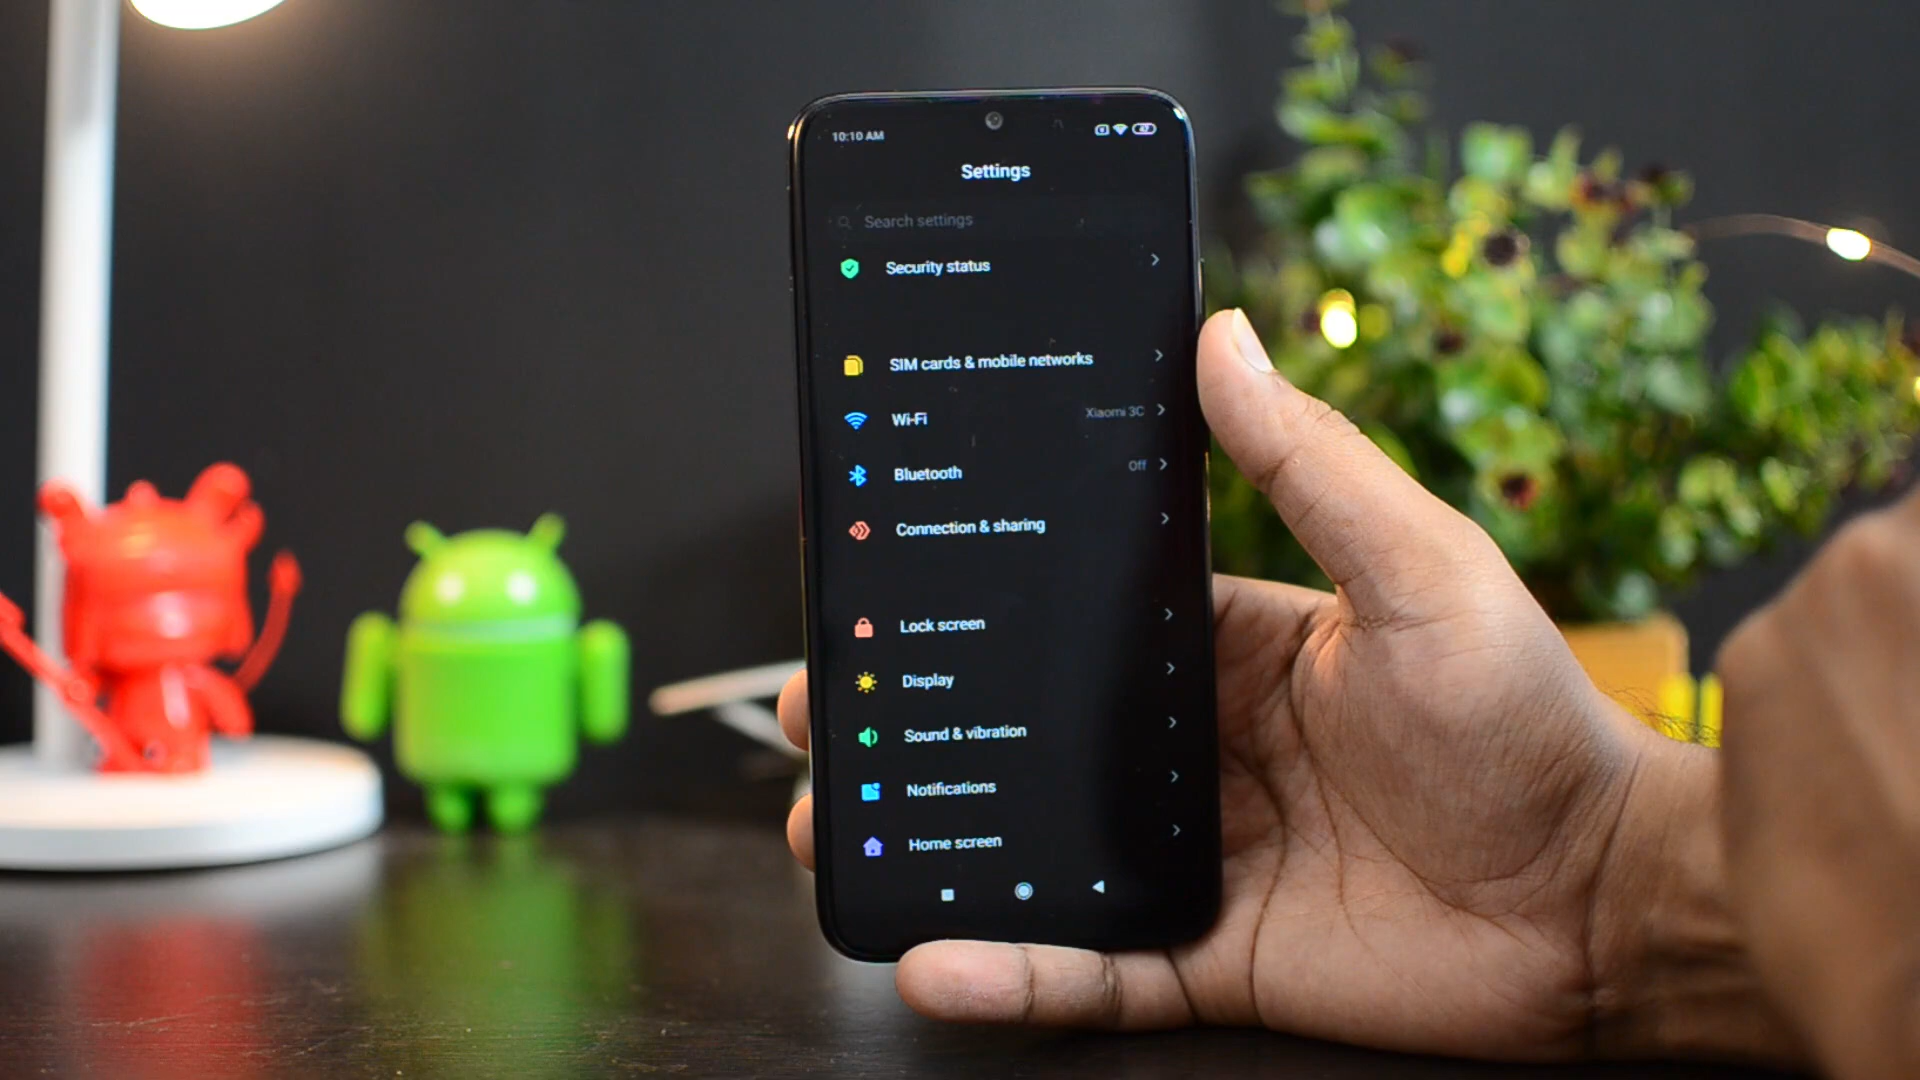 10:10 AM
Settings
Search settings
Security status
SIM cards & mobile networks
Wi-Fi Xiaomi 3C
Bluetooth Off
Connection & sharing
Lock screen
Display
Sound & vibration
Notifications
Home screen